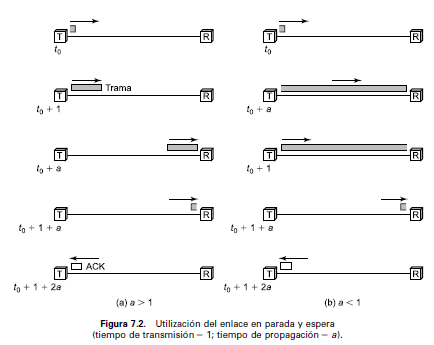 T R T R
t0 t0
T Trama R T R
t0 + 1 t0 + a
T R T R
t0 + a t0 + 1
T R T R
t0 + 1 + a t0 + 1 + a
T ACK R T R
t0 + 1 + 2a t0 + 1 + 2a
(a) a > 1 (b) a < 1
Figura 7.2. Utilización del enlace en parada y espera
(tiempo de transmisión — 1; tiempo de propagación — a).